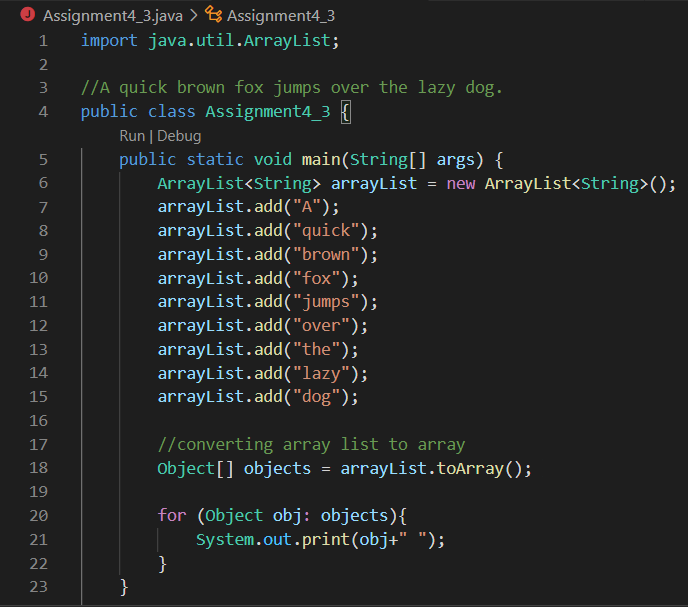 Assignment4_3.java > Assignment4_3
1 import java.util.ArrayList;
2
3 //A quick brown fox jumps over the lazy dog.
4 public class Assignment4_3 {
Run | Debug
5 public static void main(String[] args) {
6 ArrayList<String> arrayList = new ArrayList<String>();
7 arrayList.add("A");
8 arrayList.add("quick");
9 arrayList.add("brown");
10 arrayList.add("fox");
11 arrayList.add("jumps");
12 arrayList.add("over");
13 arrayList.add("the");
14 arrayList.add("lazy");
15 arrayList.add("dog");
16
17 //converting array list to array
18 Object[] objects = arrayList.toArray();
19
20 for (Object obj: objects){
21 System.out.print(obj+" ");
22 }
23 }